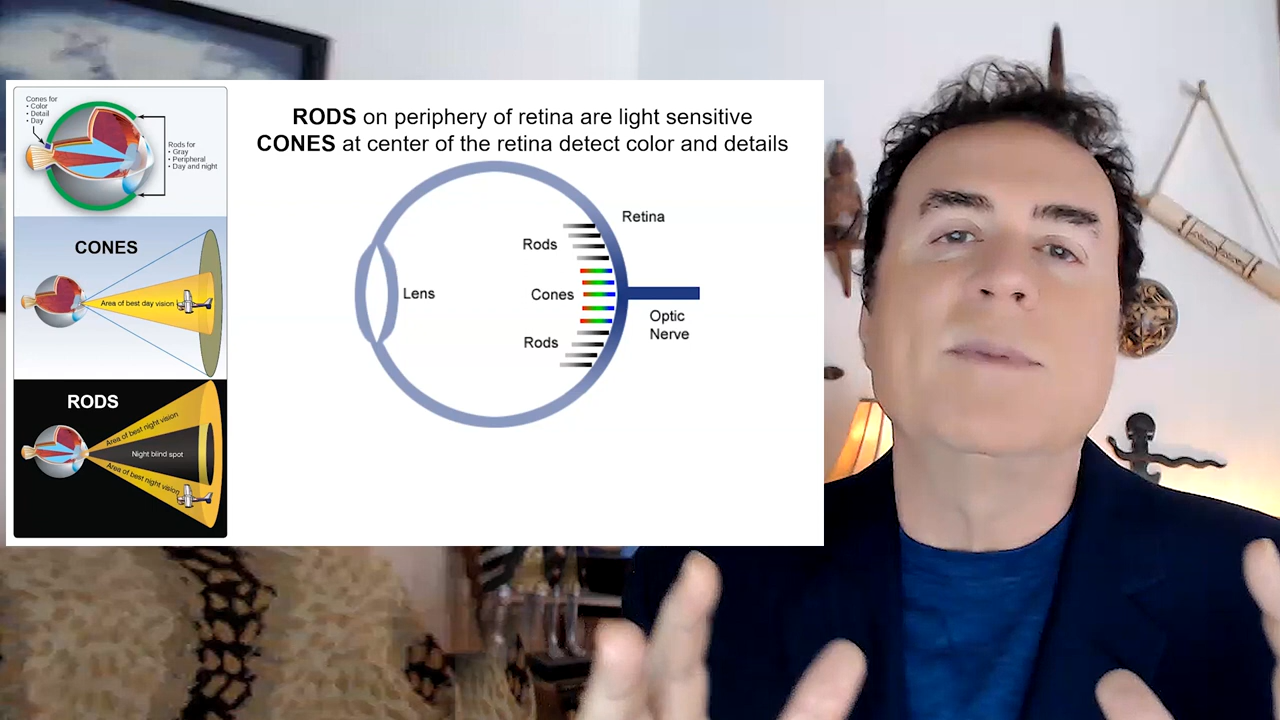 Cones for
• Color
• Detail
• Day
Rods for
• Gray
• Peripheral
• Day and night
CONES
Area of best day vision
RODS
Area of best night vision
Night blind spot
Area of best night vision
RODS on periphery of retina are light sensitive
CONES at center of the retina detect color and details
Retina
Rods
Lens
Cones
Optic
Nerve
Rods